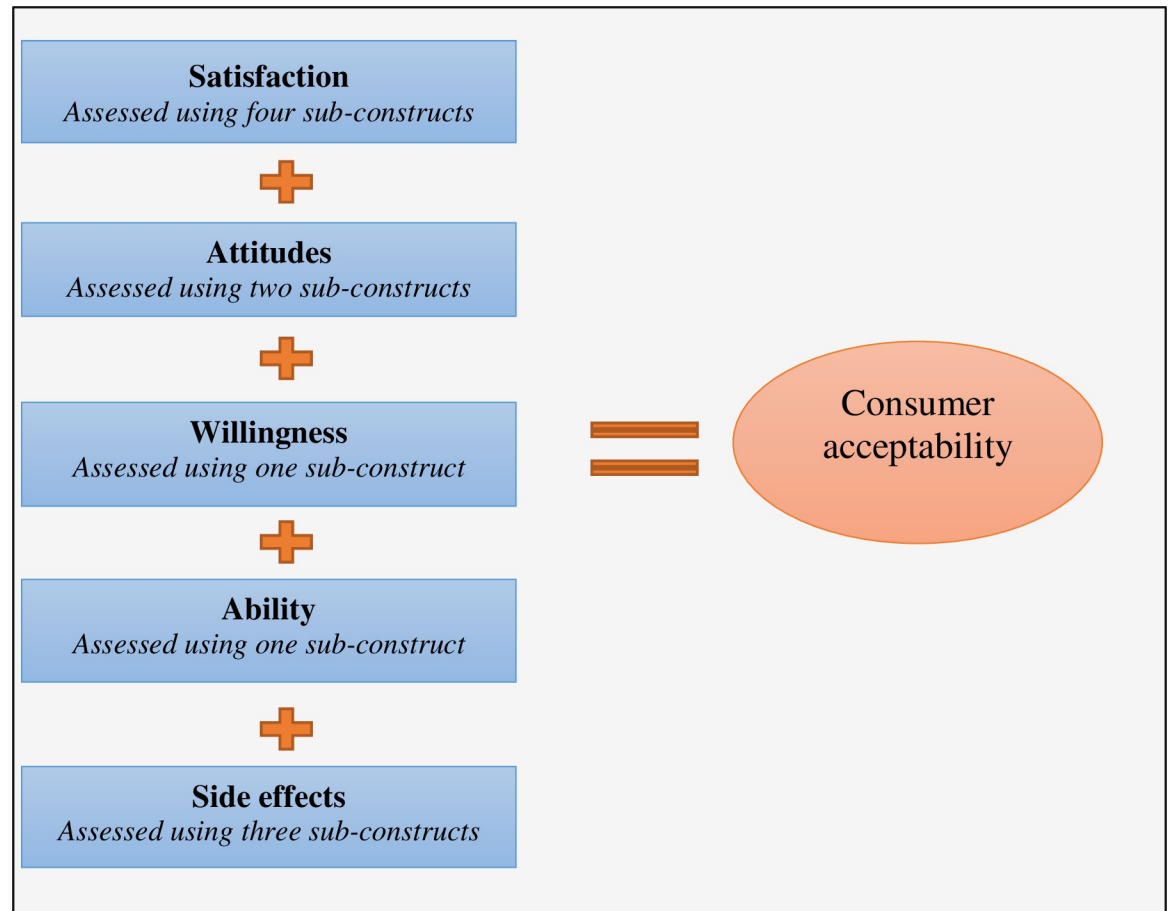 Satisfaction
Assessed using four sub-constructs
Attitudes
Assessed using two sub-constructs
Willingness
Assessed using one sub-construct
Ability
Assessed using one sub-construct
Side effects
Assessed using three sub-constructs
Consumer
acceptability